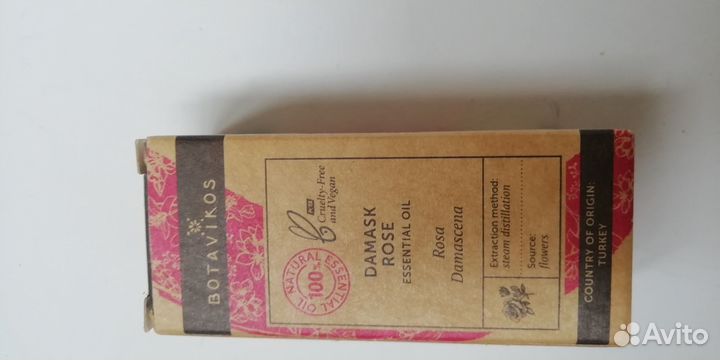 BOTAVIKOS
Cruelty-Free
and Vegan
NATURAL ESSENTIAL OIL
100%
DAMASK
ROSE
ESSENTIAL OIL
Rosa
Damascena
Extraction method:
steam distillation
Source:
flowers
COUNTRY OF ORIGIN:
TURKEY
Avito